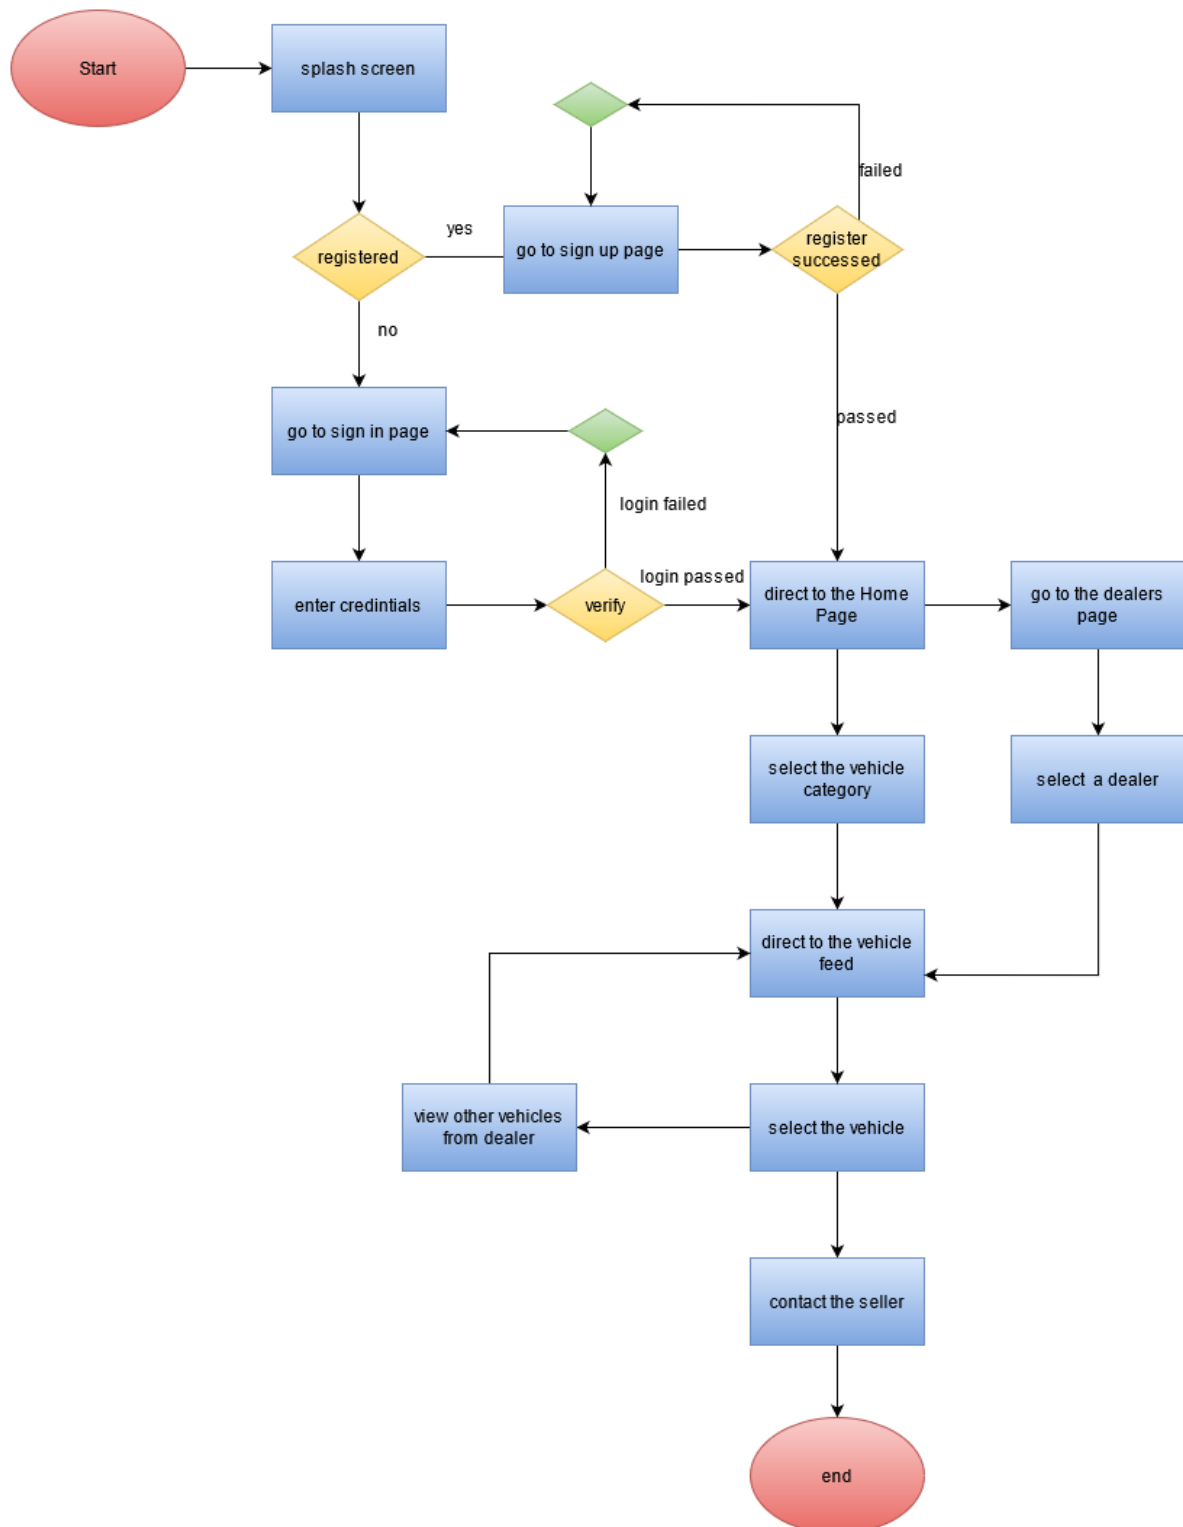 Start
splash screen
failed
registered
yes
go to sign up page
register
successed
no
go to sign in page
passed
login failed
enter credintials
verify
login passed
direct to the Home
Page
go to the dealers
page
select the vehicle
category
select a dealer
direct to the vehicle
feed
view other vehicles
from dealer
select the vehicle
contact the seller
end